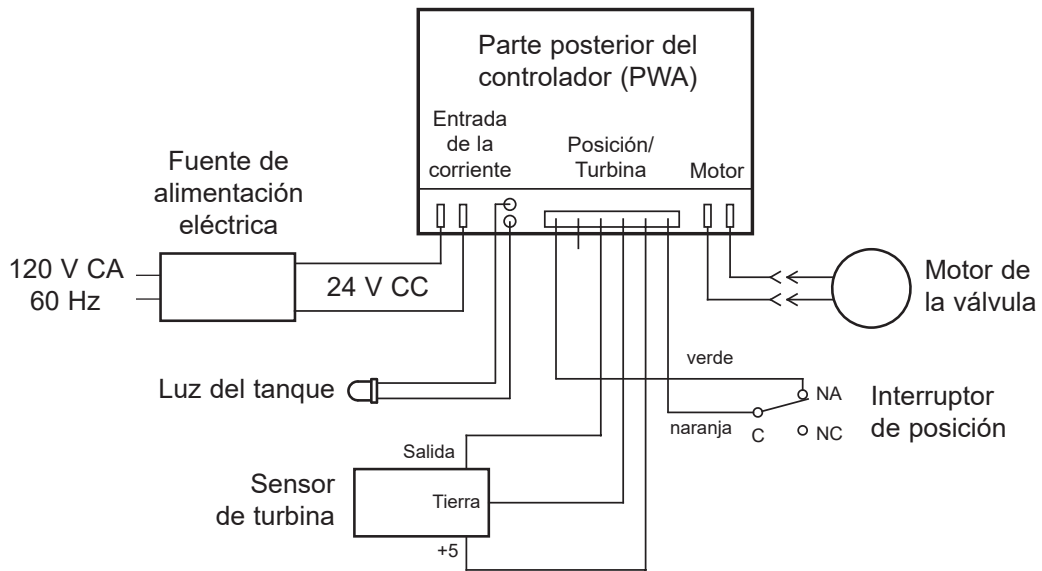 Parte posterior del
controlador (PWA)
Entrada
de la
corriente
Posición/
Turbina
Motor
Fuente de
alimentación
eléctrica
120 V CA
60 Hz
24 V CC
Motor de
la válvula
Luz del tanque
verde
naranja
NA
C
NC
Interruptor
de posición
Salida
Sensor
de turbina
Tierra
+5